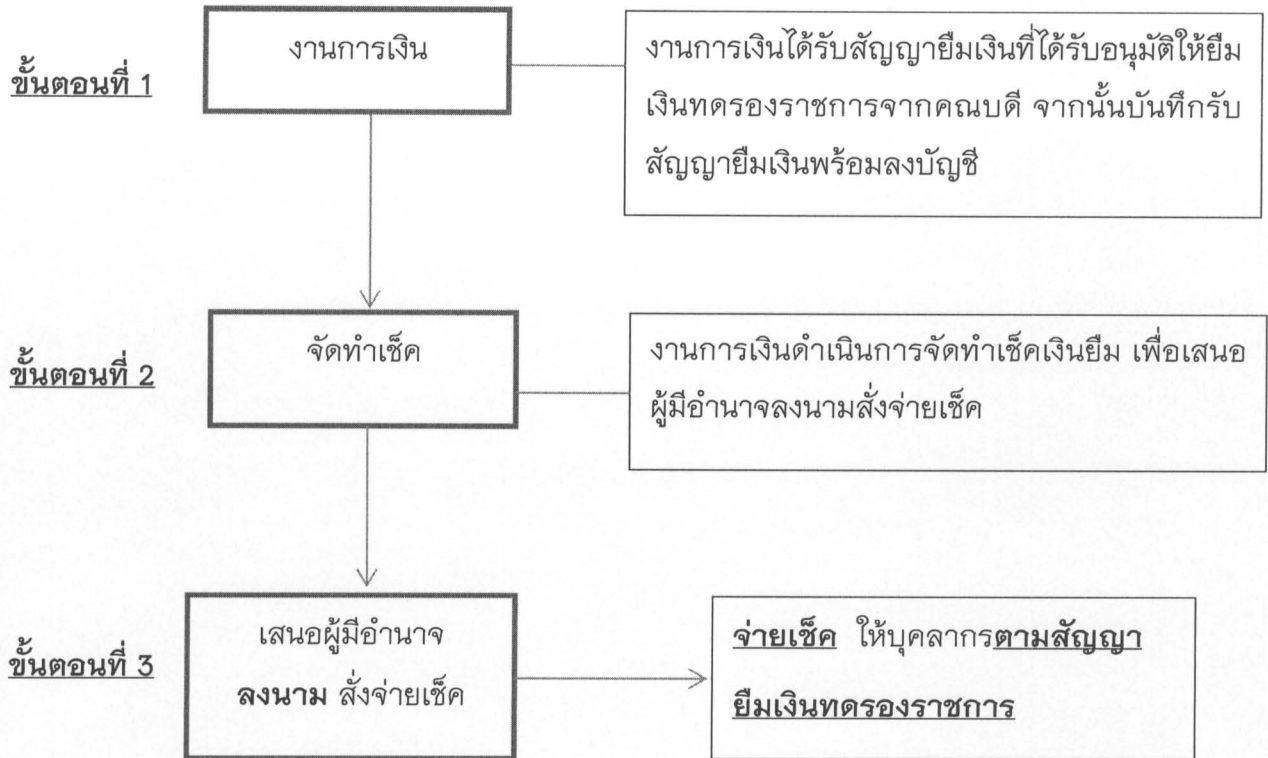 งานการเงิน
ขั้นตอนที่ 1
งานการเงินได้รับสัญญายืมเงินที่ได้รับอนุมัติให้ยืม
เงินทดรองราชการจากคณบดี จากนั้นบันทึกรับ
สัญญายืมเงินพร้อมลงบัญชี
จัดทำเช็ค
ขั้นตอนที่ 2
งานการเงินดำเนินการจัดทำเช็คเงินยืม เพื่อเสนอ
ผู้มีอำนาจลงนามสั่งจ่ายเช็ค
ขั้นตอนที่ 3
เสนอผู้มีอำนาจ
ลงนาม สั่งจ่ายเช็ค
จ่ายเช็ค ให้บุคลากรตามสัญญา
ยืมเงินทดรองราชการ